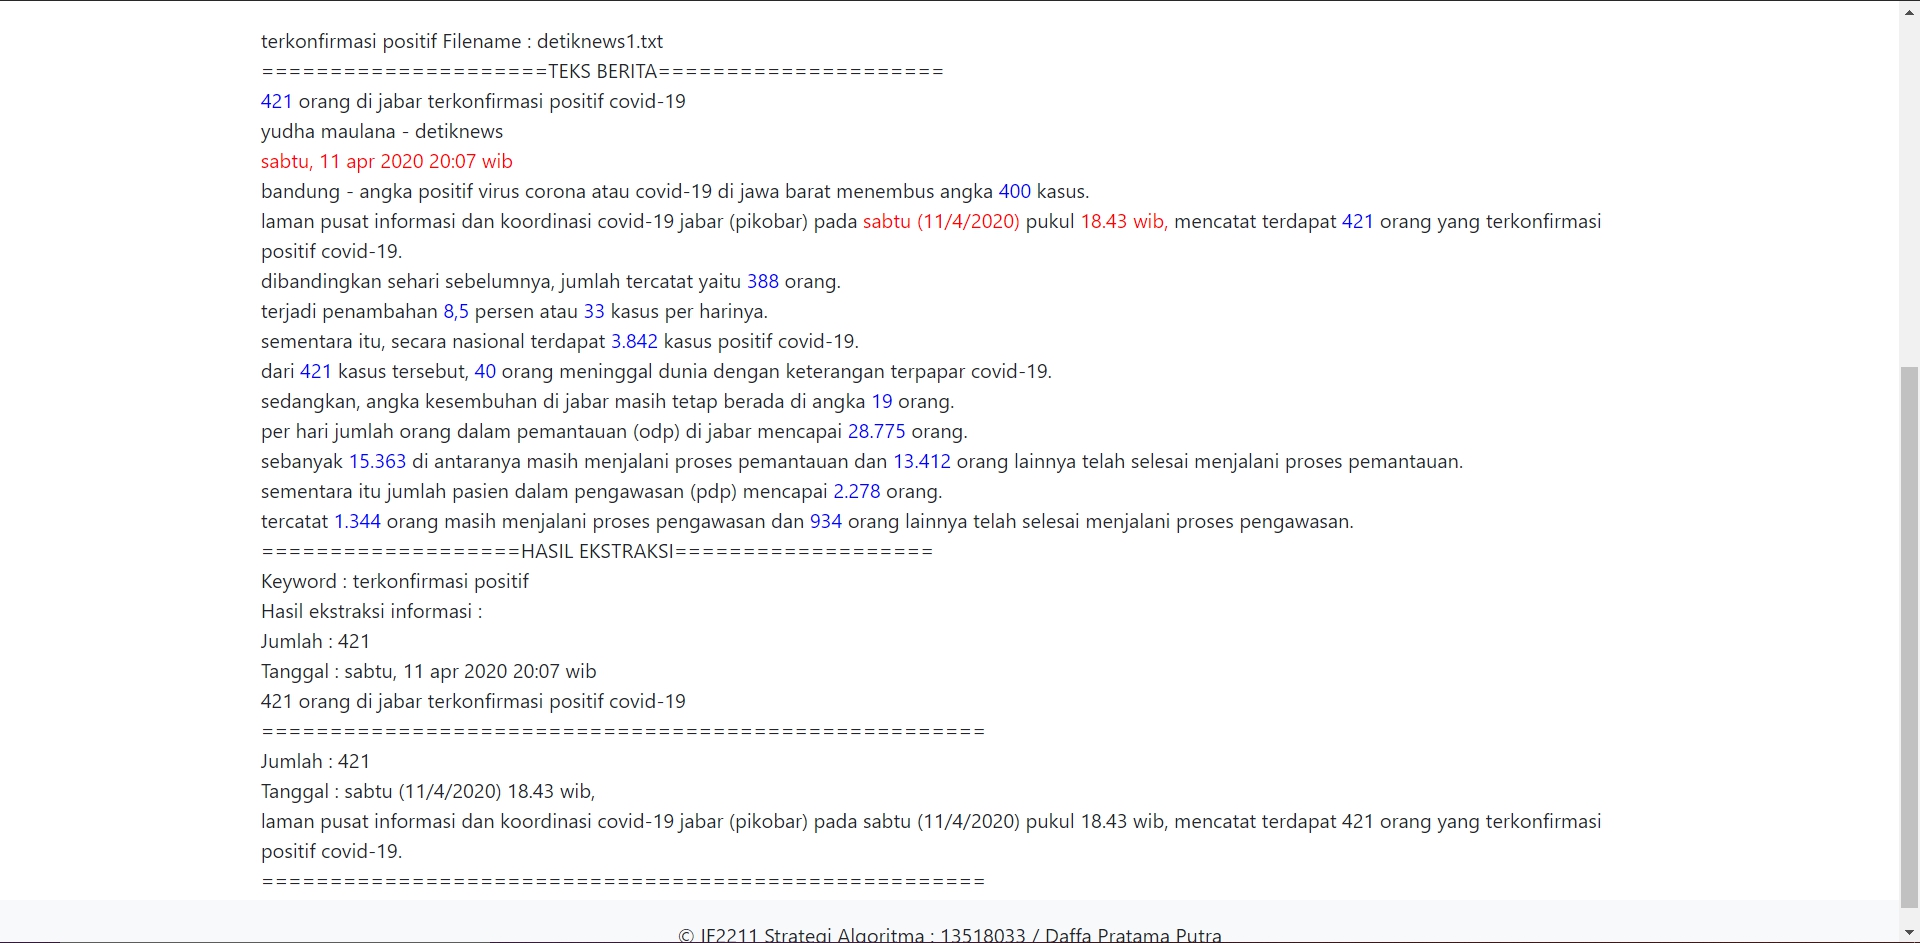 terkonfirmasi positif Filename : detiknews1.txt
=====================TEKS BERITA=====================
421 orang di jabar terkonfirmasi positif covid-19
yudha maulana - detiknews
sabtu, 11 apr 2020 20:07 wib
bandung - angka positif virus corona atau covid-19 di jawa barat menembus angka 400 kasus.
laman pusat informasi dan koordinasi covid-19 jabar (pikobar) pada sabtu (11/4/2020) pukul 18.43 wib, mencatat terdapat 421 orang yang terkonfirmasi
positif covid-19.
dibandingkan sehari sebelumnya, jumlah tercatat yaitu 388 orang.
terjadi penambahan 8,5 persen atau 33 kasus per harinya.
sementara itu, secara nasional terdapat 3.842 kasus positif covid-19.
dari 421 kasus tersebut, 40 orang meninggal dunia dengan keterangan terpapar covid-19.
sedangkan, angka kesembuhan di jabar masih tetap berada di angka 19 orang.
per hari jumlah orang dalam pemantauan (odp) di jabar mencapai 28.775 orang.
sebanyak 15.363 di antaranya masih menjalani proses pemantauan dan 13.412 orang lainnya telah selesai menjalani proses pemantauan.
sementara itu jumlah pasien dalam pengawasan (pdp) mencapai 2.278 orang.
tercatat 1.344 orang masih menjalani proses pengawasan dan 934 orang lainnya telah selesai menjalani proses pengawasan.
===================HASIL EKSTRAKSI===================
Keyword : terkonfirmasi positif
Hasil ekstraksi informasi :
Jumlah : 421
Tanggal : sabtu, 11 apr 2020 20:07 wib
421 orang di jabar terkonfirmasi positif covid-19
=====================================================
Jumlah : 421
Tanggal : sabtu (11/4/2020) 18.43 wib,
laman pusat informasi dan koordinasi covid-19 jabar (pikobar) pada sabtu (11/4/2020) pukul 18.43 wib, mencatat terdapat 421 orang yang terkonfirmasi
positif covid-19.
=====================================================
© IF2211 Strategi Algoritma : 13518033 / Daffa Pratama Putra